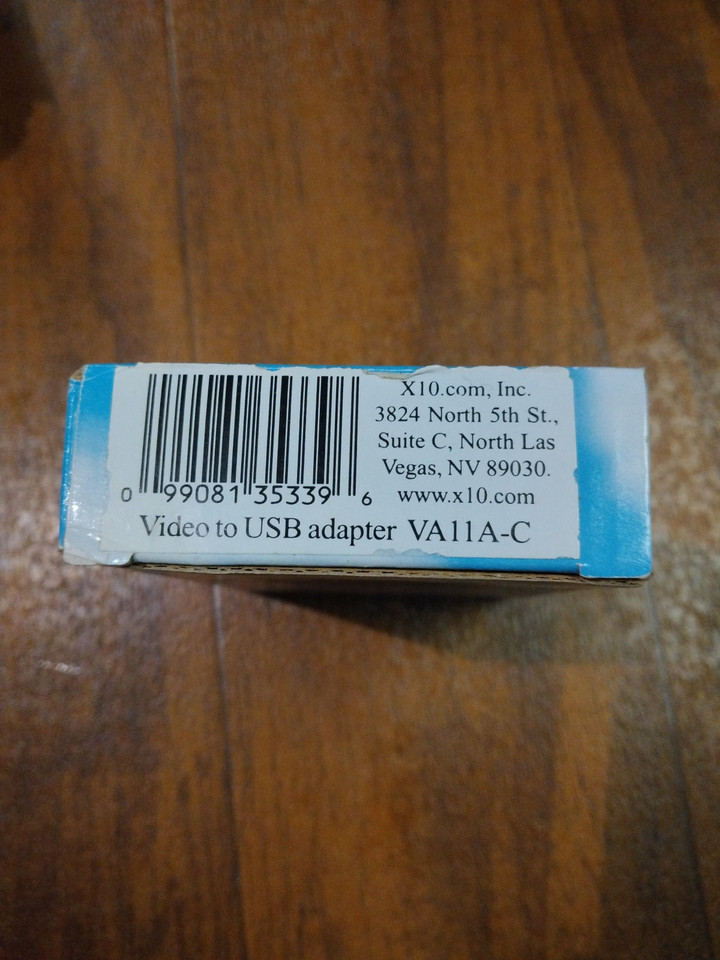 X10.com, Inc.
3824 North 5th St.,
Suite C, North Las
Vegas, NV 89030.
www.x10.com
0 99081 35339 6
Video to USB adapter VA11A-C